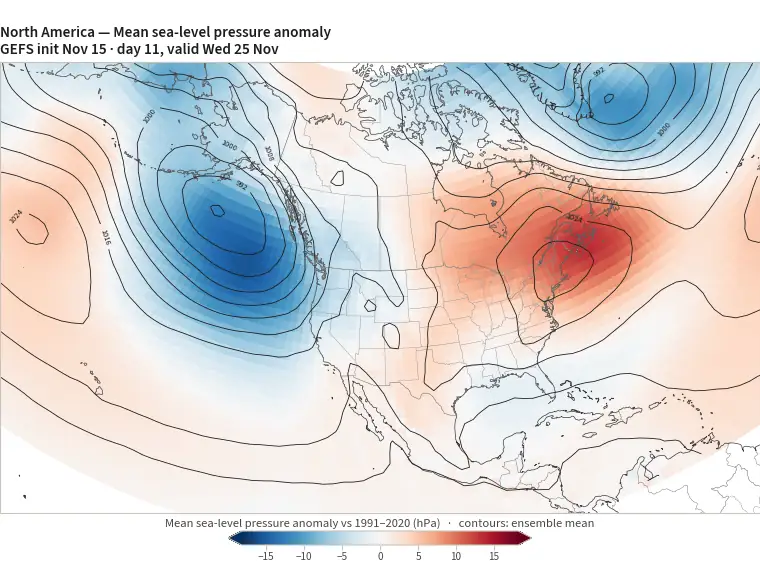 North America — Mean sea-level pressure anomaly
GEFS init Nov 15 · day 11, valid Wed 25 Nov
992
1000
1000
1000
1008
992
1024
1024
1016
Mean sea-level pressure anomaly vs 1991–2020 (hPa) · contours: ensemble mean
−15 −10 −5 0 5 10 15